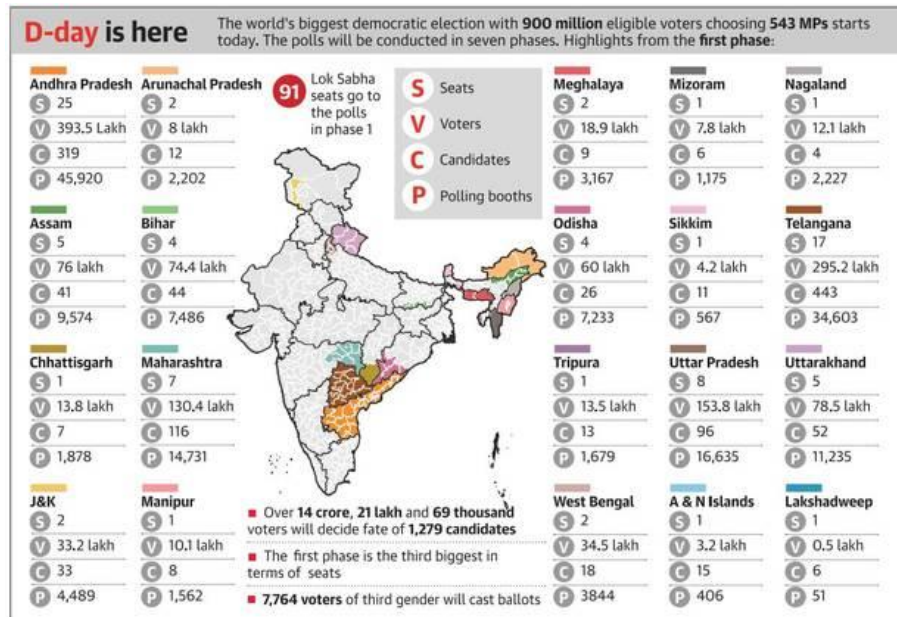 D-day is here
The world's biggest democratic election with 900 million eligible voters choosing 543 MPs starts
today. The polls will be conducted in seven phases. Highlights from the first phase:
Andhra Pradesh
S 25
V 393.5 Lakh
C 319
P 45,920
Arunachal Pradesh
S 2
V 8 lakh
C 12
P 2,202
91
Lok Sabha
seats go to
the polls
in phase 1
S Seats
V Voters
C Candidates
P Polling booths
Meghalaya
S 2
V 18.9 lakh
C 9
P 3,167
Mizoram
S 1
V 7.8 lakh
C 6
P 1,175
Nagaland
S 1
V 12.1 lakh
C 4
P 2,227
Assam
S 5
V 76 lakh
C 41
P 9,574
Bihar
S 4
V 74.4 lakh
C 44
P 7,486
Odisha
S 4
V 60 lakh
C 26
P 7,233
Sikkim
S 1
V 4.2 lakh
C 11
P 567
Telangana
S 17
V 295.2 lakh
C 443
P 34,603
Chhattisgarh
S 1
V 13.8 lakh
C 7
P 1,878
Maharashtra
S 7
V 130.4 lakh
C 116
P 14,731
Tripura
S 1
V 13.5 lakh
C 13
P 1,679
Uttar Pradesh
S 8
V 153.8 lakh
C 96
P 16,635
Uttarakhand
S 5
V 78.5 lakh
C 52
P 11,235
J&K
S 2
V 33.2 lakh
C 33
P 4,489
Manipur
S 1
V 10.1 lakh
C 8
P 1,562
Over 14 crore, 21 lakh and 69 thousand
voters will decide fate of 1,279 candidates
The first phase is the third biggest in
terms of seats
7,764 voters of third gender will cast ballots
West Bengal
S 2
V 34.5 lakh
C 18
P 3844
A & N Islands
S 1
V 3.2 lakh
C 15
P 406
Lakshadweep
S 1
V 0.5 lakh
C 6
P 51